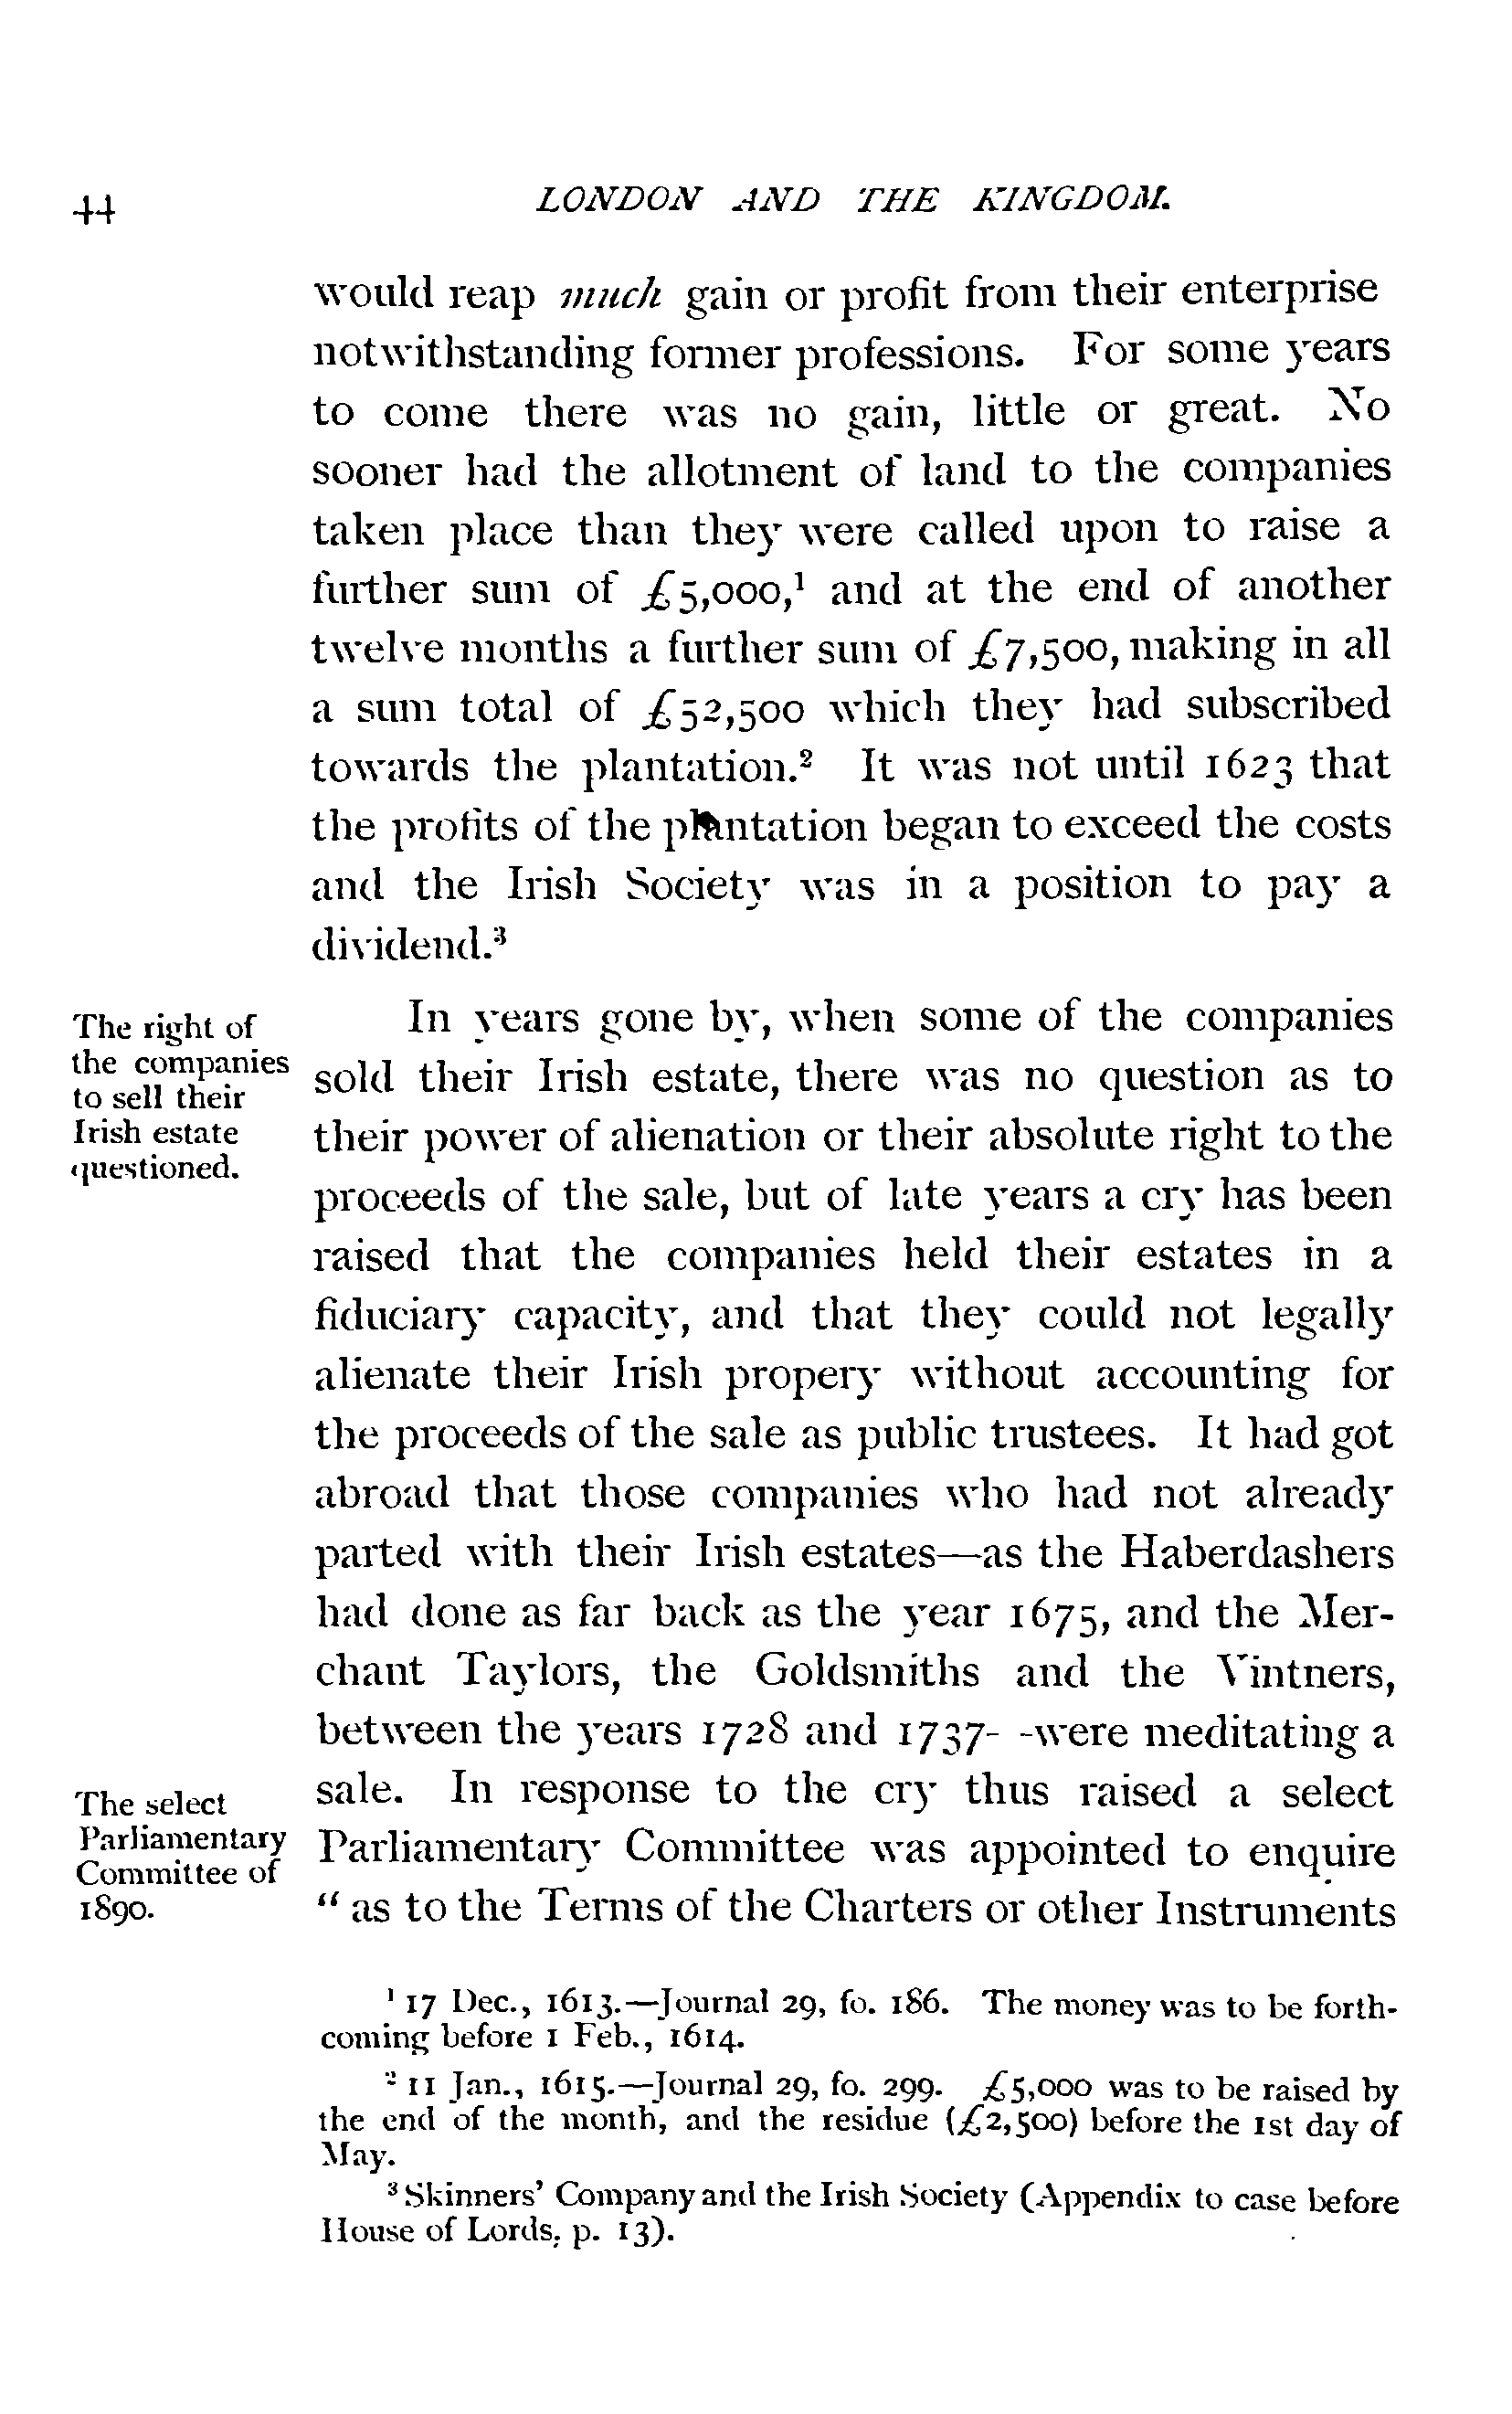 44 LONDON AND THE KINGDOM.
would reap much gain or profit from their enterprise
notwithstanding former professions. For some years
to come there was no gain, little or great. No
sooner had the allotment of land to the companies
taken place than they were called upon to raise a
further sum of £5,000,¹ and at the end of another
twelve months a further sum of £7,500, making in all
a sum total of £52,500 which they had subscribed
towards the plantation.² It was not until 1623 that
the profits of the plantation began to exceed the costs
and the Irish Society was in a position to pay a
dividend.³
The right of
the companies
to sell their
Irish estate
questioned.
In years gone by, when some of the companies
sold their Irish estate, there was no question as to
their power of alienation or their absolute right to the
proceeds of the sale, but of late years a cry has been
raised that the companies held their estates in a
fiduciary capacity, and that they could not legally
alienate their Irish propery without accounting for
the proceeds of the sale as public trustees. It had got
abroad that those companies who had not already
parted with their Irish estates—as the Haberdashers
had done as far back as the year 1675, and the Mer-
chant Taylors, the Goldsmiths and the Vintners,
between the years 1728 and 1737- -were meditating a
sale. In response to the cry thus raised a select
The select
Parliamentary
Committee of
1890.
Parliamentary Committee was appointed to enquire
“ as to the Terms of the Charters or other Instruments
¹ 17 Dec., 1613.—Journal 29, fo. 186. The money was to be forth-
coming before 1 Feb., 1614.
² 11 Jan., 1615.—Journal 29, fo. 299. £5,000 was to be raised by
the end of the month, and the residue (£2,500) before the 1st day of
May.
³ Skinners’ Company and the Irish Society (Appendix to case before
House of Lords, p. 13).